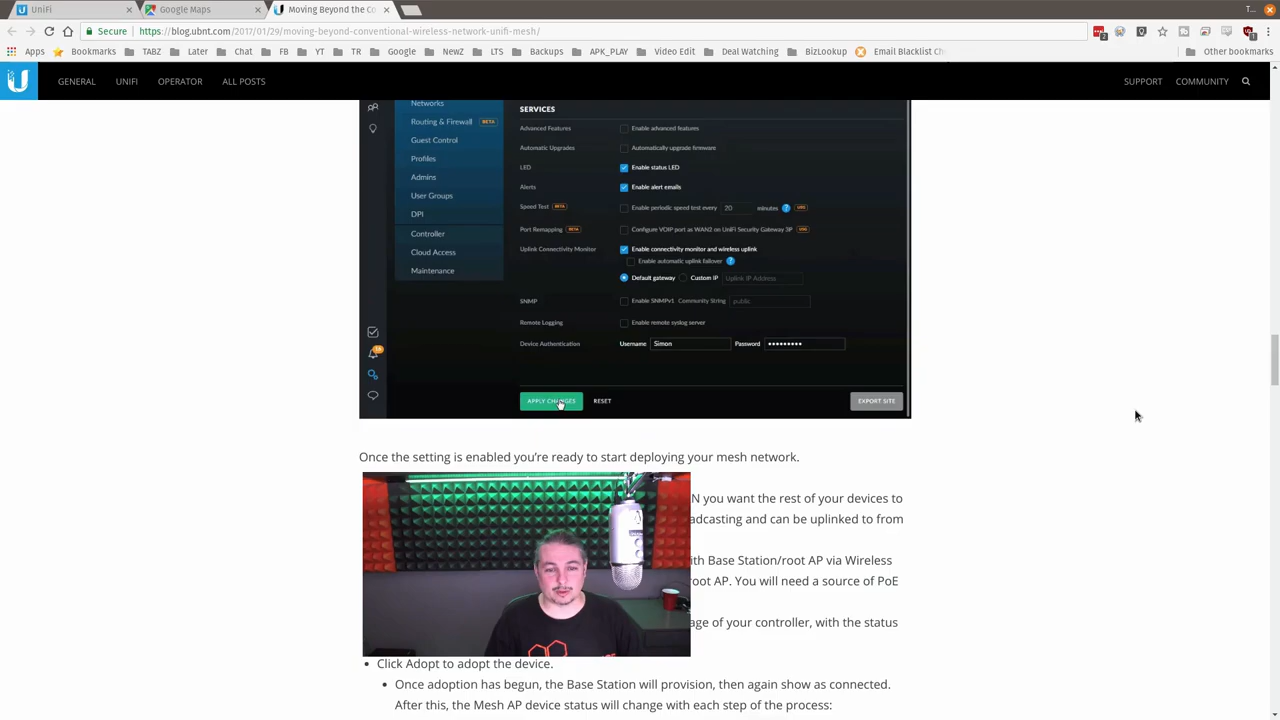 UniFi
Google Maps
Moving Beyond the Co
T...
Secure
https://blog.ubnt.com/2017/01/29/moving-beyond-conventional-wireless-network-unifi-mesh/
Apps Bookmarks TABZ Later Chat FB YT TR Google NewZ LTS Backups APK_PLAY Video Edit Deal Watching BizLookup Email Blacklist Ch Other bookmarks
GENERAL UNIFI OPERATOR ALL POSTS SUPPORT COMMUNITY
Networks
Routing & Firewall BETA
Guest Control
Profiles
Admins
User Groups
DPI
Controller
Cloud Access
Maintenance
SERVICES
Advanced Features Enable advanced features
Automatic Upgrades Automatically upgrade firmware
LED Enable status LED
Alerts Enable alert emails
Speed Test BETA Enable periodic speed test every 20 minutes ? USG
Port Remapping BETA Configure VOIP port as WAN2 on UniFi Security Gateway 3P USG
Uplink Connectivity Monitor Enable connectivity monitor and wireless uplink
Enable automatic uplink failover ?
Default gateway Custom IP Uplink IP Address
SNMP Enable SNMPv1 Community String public
Remote Logging Enable remote syslog server
Device Authentication Username Simon Password •••••••••
APPLY CHANGES RESET EXPORT SITE
Once the setting is enabled you're ready to start deploying your mesh network.
N you want the rest of your devices to
adcasting and can be uplinked to from
ith Base Station/root AP via Wireless
root AP. You will need a source of PoE
age of your controller, with the status
• Click Adopt to adopt the device.
• Once adoption has begun, the Base Station will provision, then again show as connected.
After this, the Mesh AP device status will change with each step of the process: